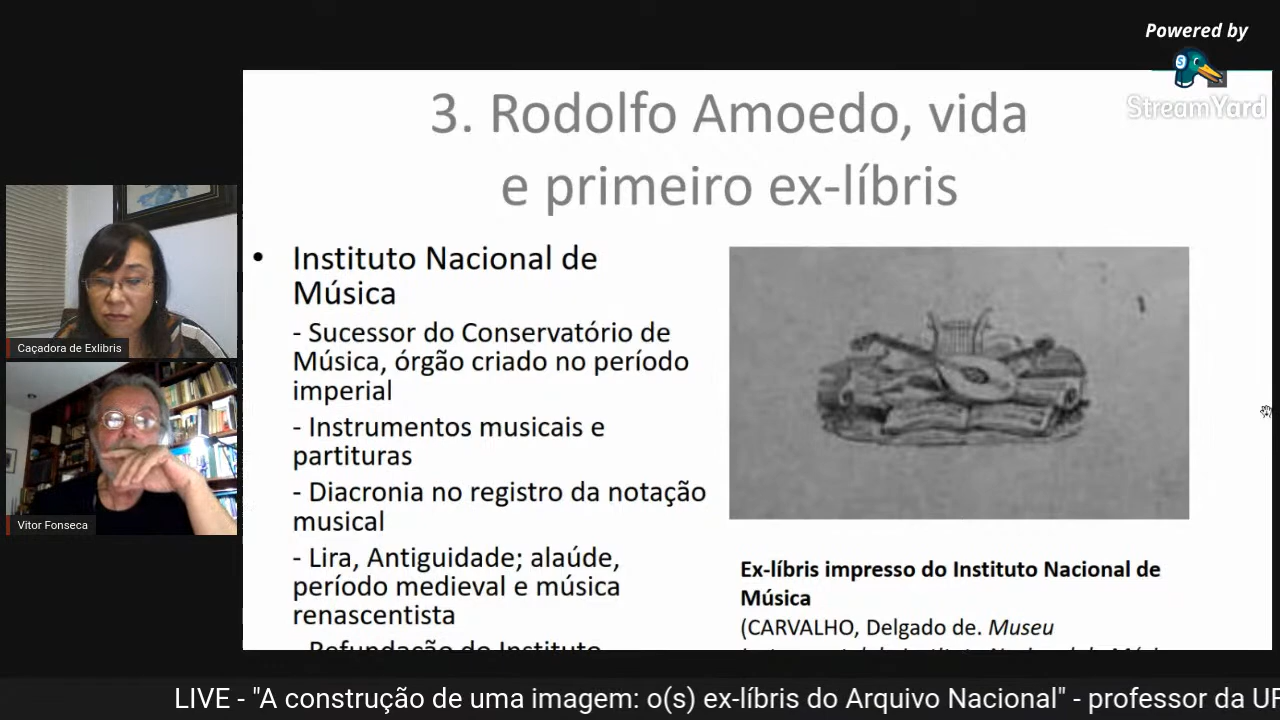 Powered by
StreamYard
3. Rodolfo Amoedo, vida
e primeiro ex-líbris
• Instituto Nacional de
Música
- Sucessor do Conservatório de
Música, órgão criado no período
imperial
- Instrumentos musicais e
partituras
- Diacronia no registro da notação
musical
- Lira, Antiguidade; alaúde,
período medieval e música
renascentista
- Refundação do Instituto
Ex-líbris impresso do Instituto Nacional de
Música
(CARVALHO, Delgado de. Museu
Caçadora de Exlibris
Vitor Fonseca
LIVE - "A construção de uma imagem: o(s) ex-líbris do Arquivo Nacional" - professor da UF